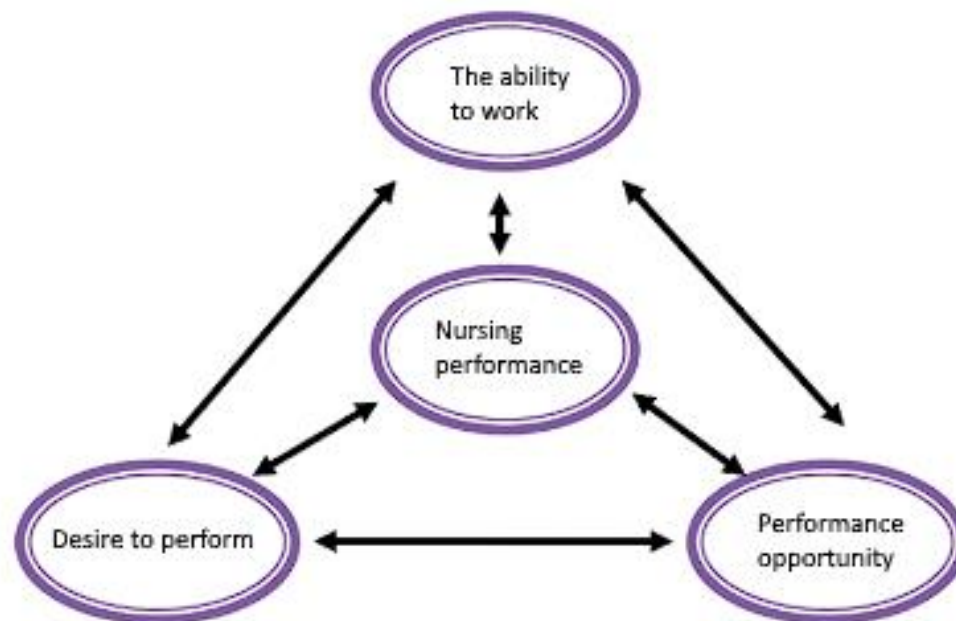 The ability
to work
Nursing
performance
Desire to perform
Performance
opportunity